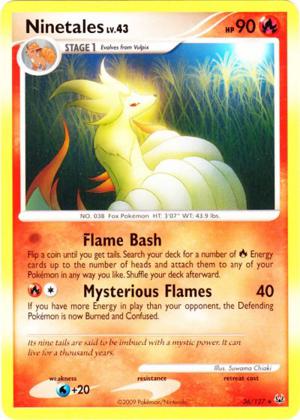 Ninetales LV.43
HP 90
STAGE 1 Evolves from Vulpix
NO. 038 Fox Pokémon HT: 3'07" WT: 43.9 lbs.
Flame Bash
Flip a coin until you get tails. Search your deck for a number of Energy
cards up to the number of heads and attach them to any of your
Pokémon in any way you like. Shuffle your deck afterward.
Mysterious Flames 40
If you have more Energy in play than your opponent, the Defending
Pokémon is now Burned and Confused.
Its nine tails are said to be imbued with a mystic power. It can
live for a thousand years.
Illus. Suwama Chiaki
weakness resistance retreat cost
+20
©2009 Pokémon/Nintendo.
36/127